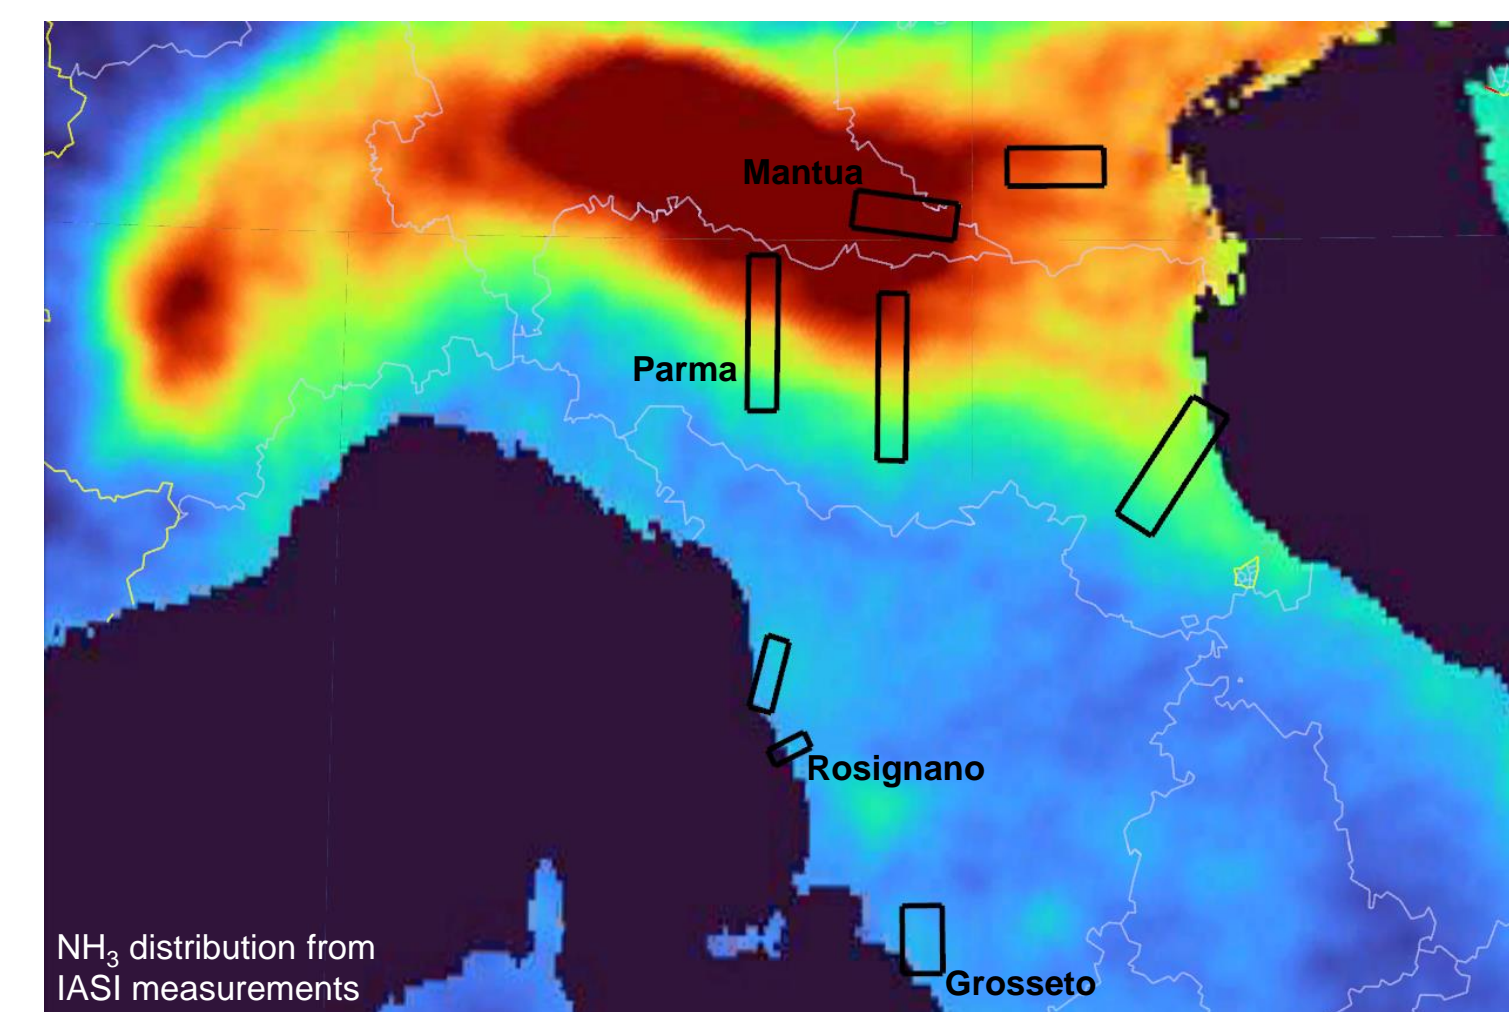 Mantua
Parma
Rosignano
NH₃ distribution from
IASI measurements
Grosseto